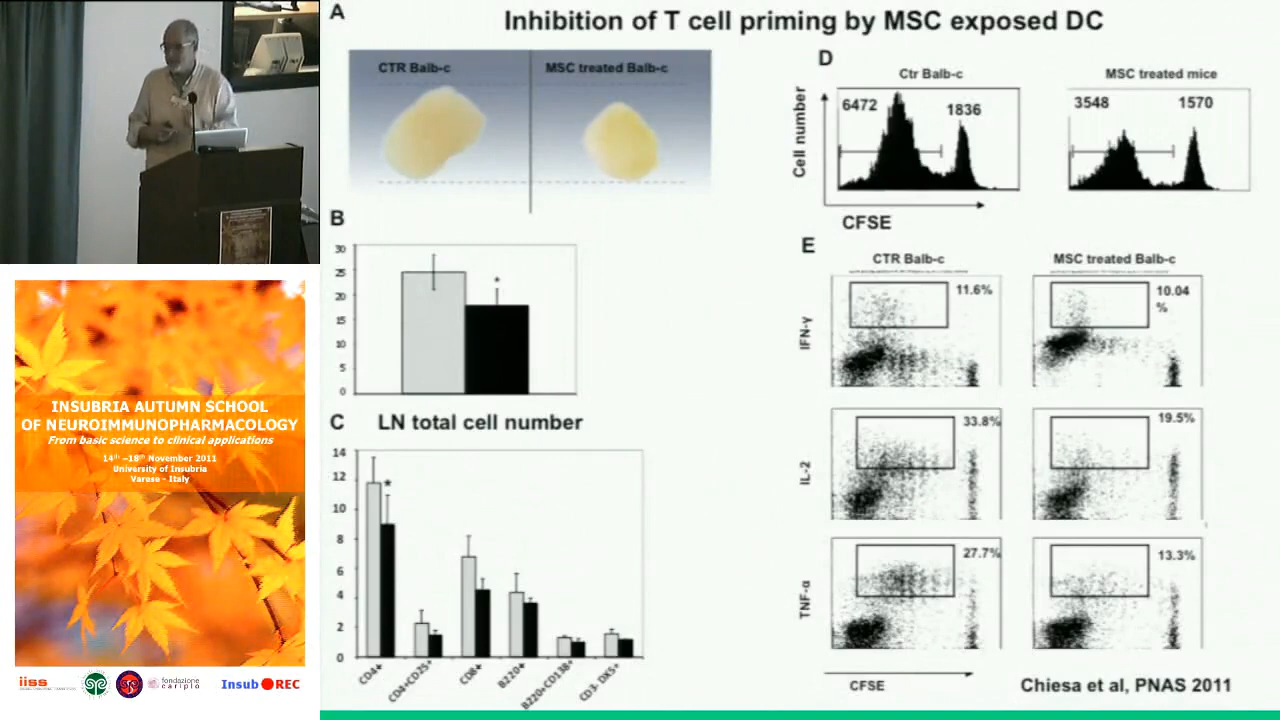 Inhibition of T cell priming by MSC exposed DC
A
CTR Balb-c
MSC treated Balb-c
B
30
25
20
15
10
5
0
*
C
LN total cell number
14
12
10
8
6
4
2
0
*
CD4+
CD4+CD25+
CD8+
B220+
B220+CD138+
CD3- DX5+
D
Ctr Balb-c
MSC treated mice
Cell number
6472
1836
3548
1570
CFSE
E
CTR Balb-c
MSC treated Balb-c
IFN-γ
11.6%
10.04
%
IL-2
33.8%
19.5%
TNF-α
27.7%
13.3%
CFSE
Chiesa et al, PNAS 2011
INSUBRIA AUTUMN SCHOOL
OF NEUROIMMUNOPHARMACOLOGY
From basic science to clinical applications
14th –18th November 2011
University of Insubria
Varese - Italy
iiss
fondazione
cariplo
Insub REC